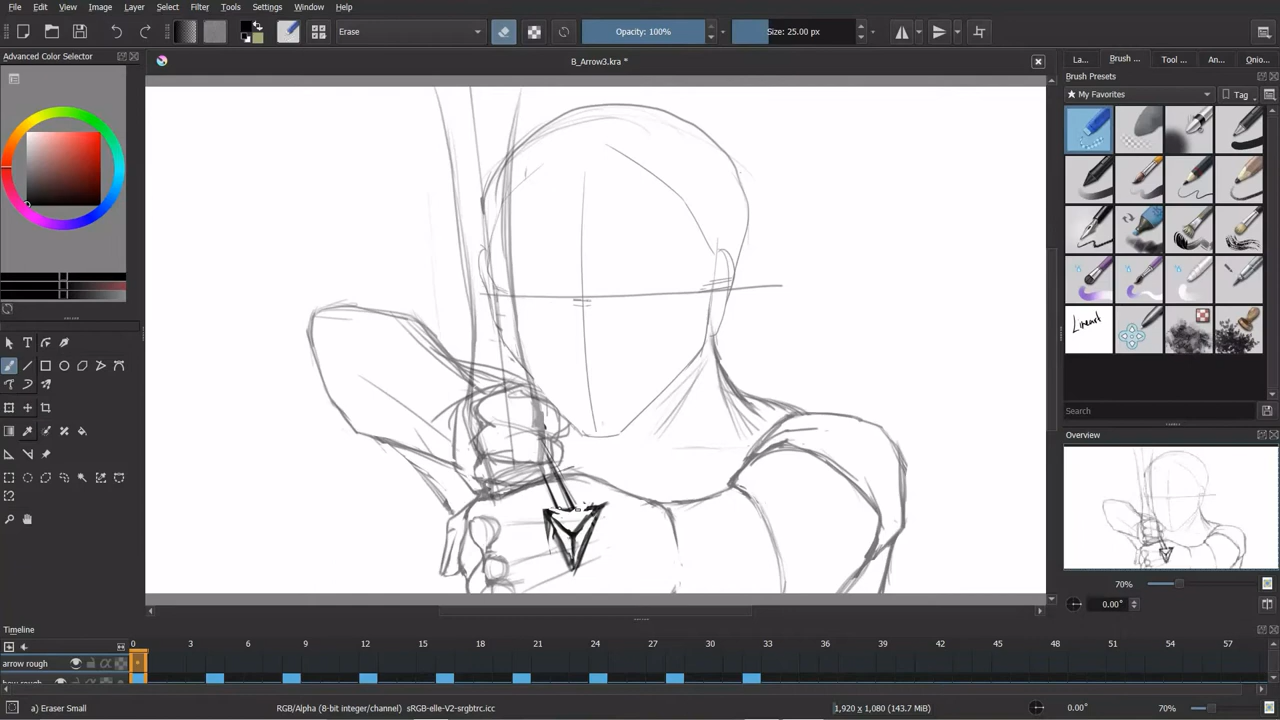 File Edit View Image Layer Select Filter Tools Settings Window Help
Erase
Opacity: 100%
Size: 25.00 px
Advanced Color Selector
B_Arrow3.kra *
La... Brush ... Tool ... An... Onio...
Brush Presets
★ My Favorites
Tag
Lineart
Search
Overview
70%
0.00°
Timeline
0 3 6 9 12 15 18 21 24 27 30 33 36 39 42 45 48 51 54 57
arrow rough
bow rough
a) Eraser Small
RGB/Alpha (8-bit integer/channel) sRGB-elle-V2-srgbtrc.icc
1,920 x 1,080 (143.7 MiB)
0.00°
70%